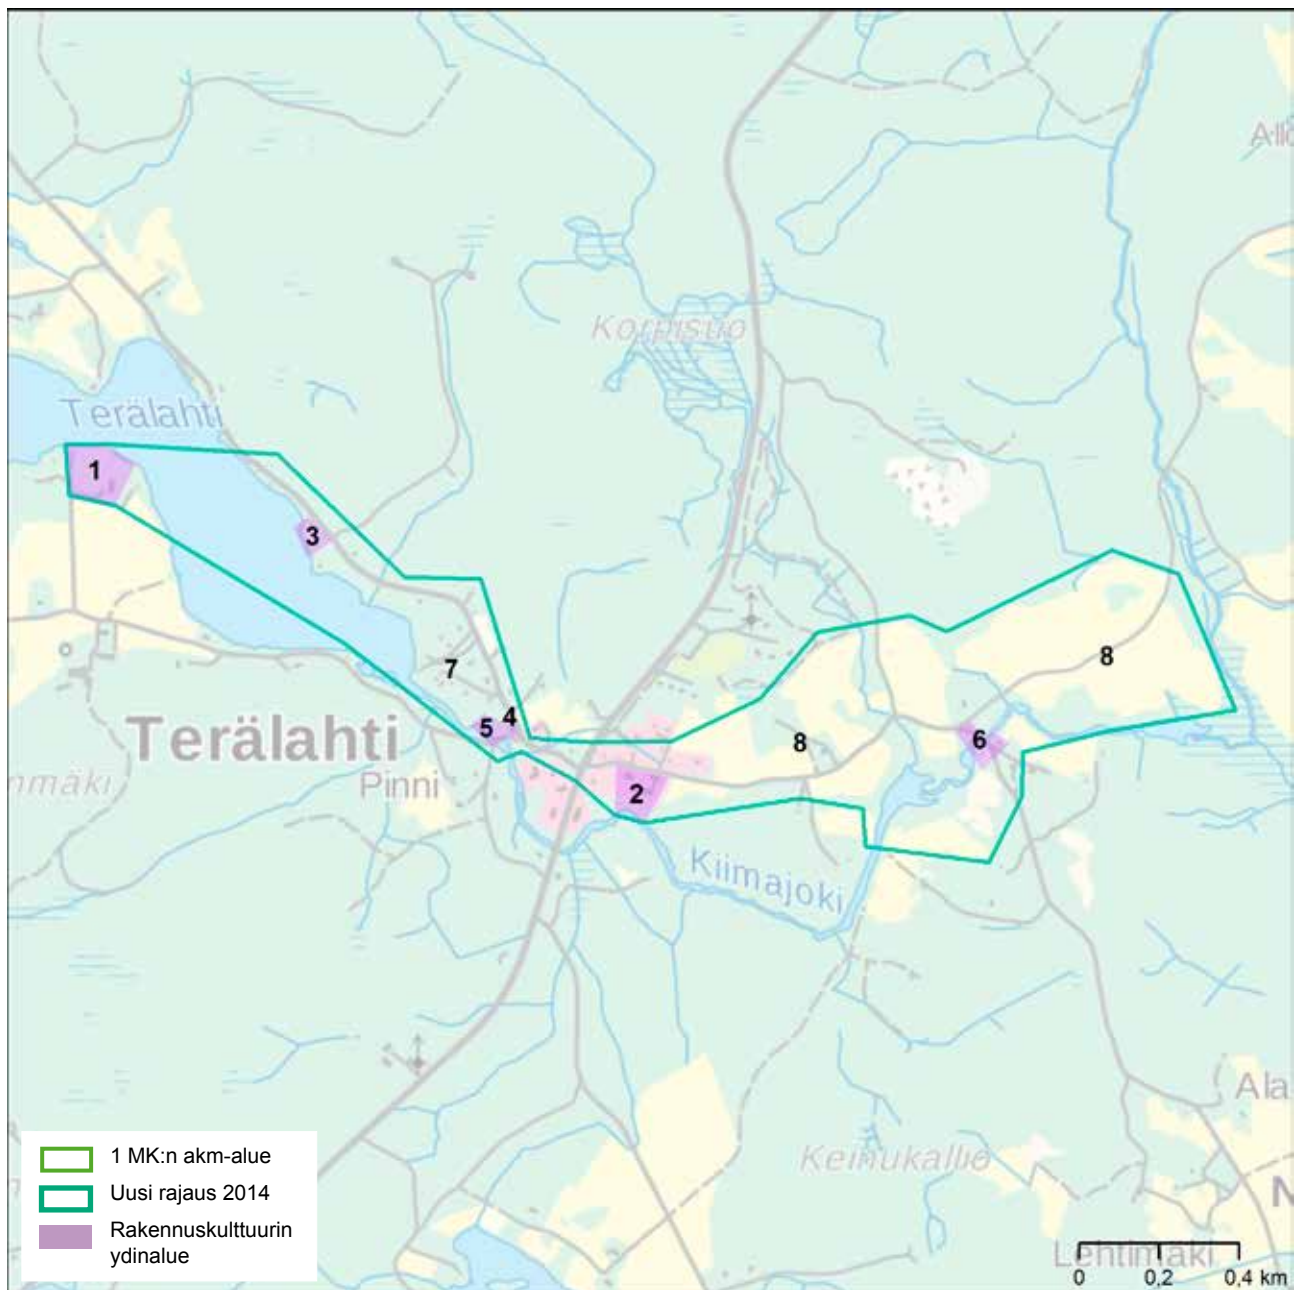 Allo
Korpisuo
Terälahti
1
3
7
8
4
5
6
8
Terälahti
2
nmäki
Pinni
Kiimajoki
Ala
Keinukallio
N
Lehtimäki
1 MK:n akm-alue
Uusi rajaus 2014
Rakennuskulttuurin
ydinalue
0 0,2 0,4 km